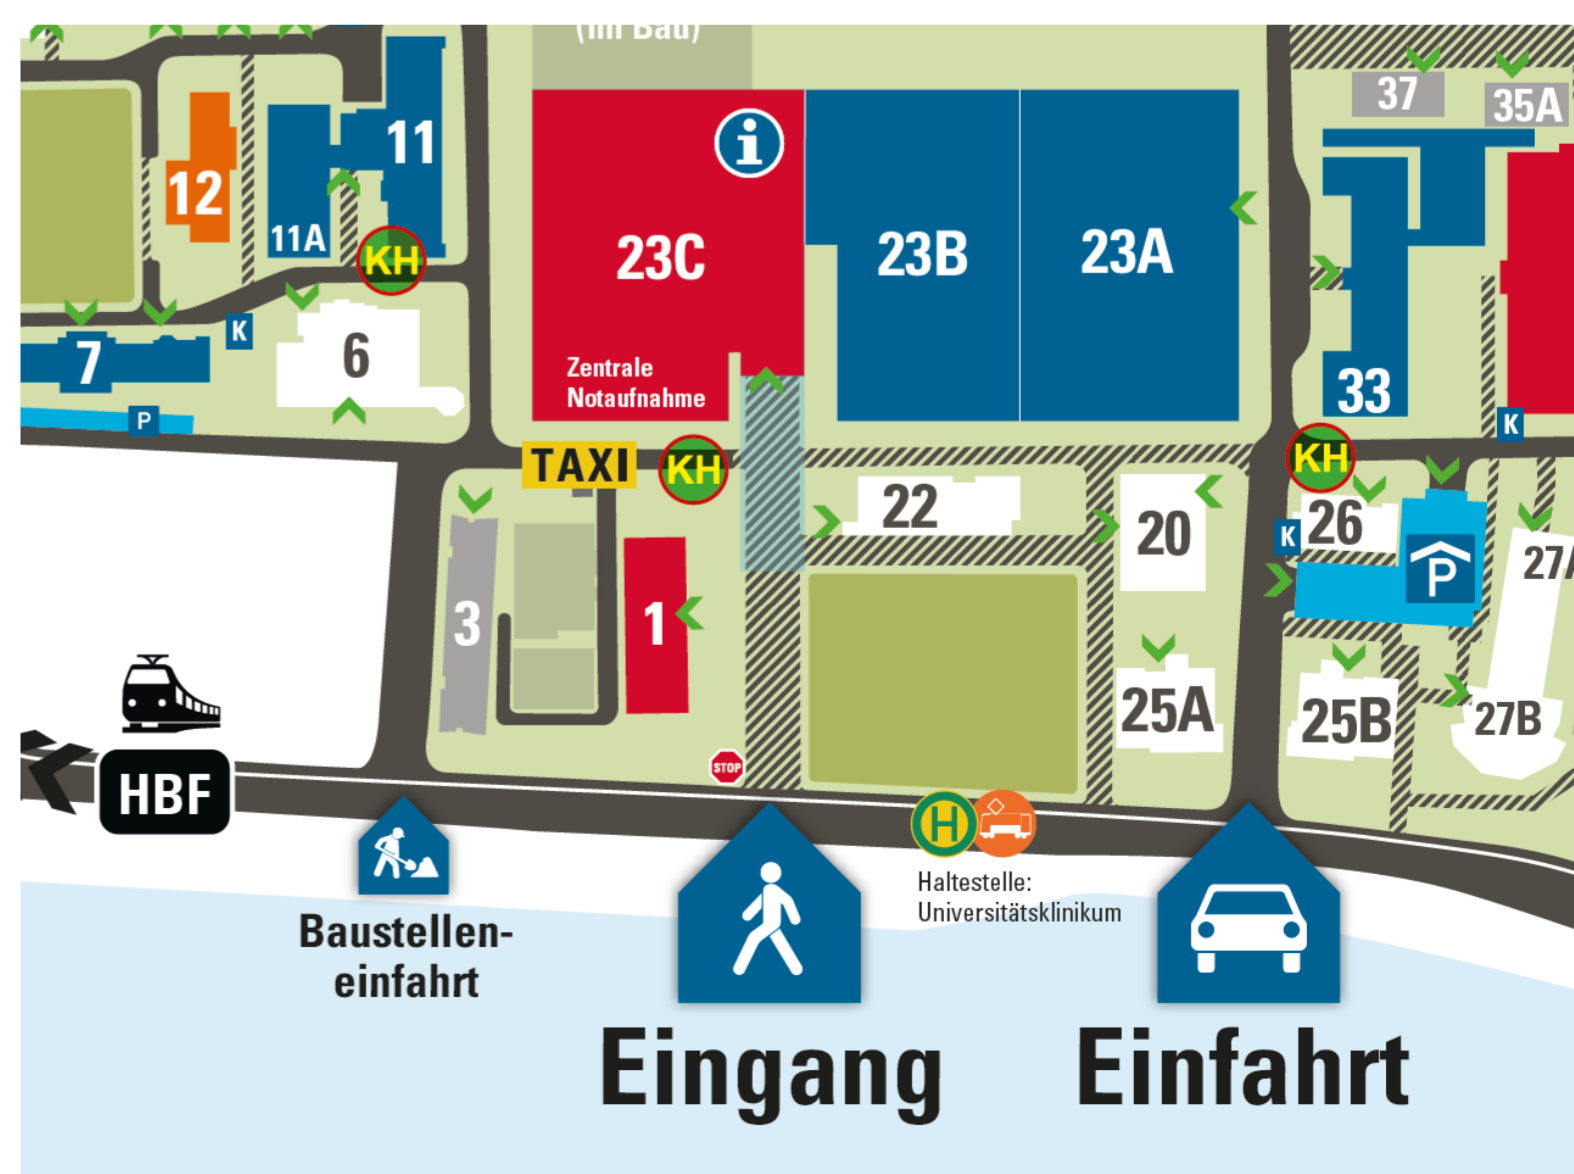 (im Bau)
37
35A
11
12
11A
KH
23C
23B
23A
K
7
6
33
Zentrale
Notaufnahme
P
K
TAXI
KH
KH
22
20
26
K
P
27A
3
1
25A
25B
27B
HBF
STOP
H
Haltestelle:
Universitätsklinikum
Baustellen-
einfahrt
Eingang
Einfahrt